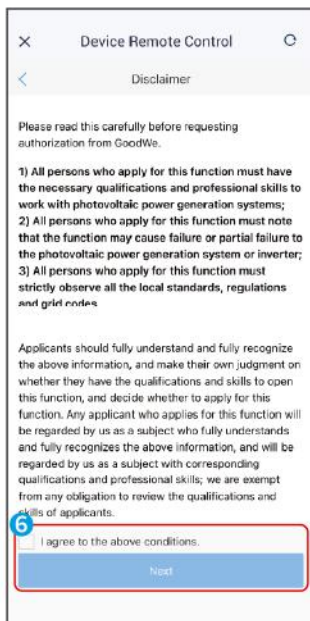 Device Remote Control
Disclaimer
Please read this carefully before requesting
authorization from GoodWe.
1) All persons who apply for this function must have
the necessary qualifications and professional skills to
work with photovoltaic power generation systems;
2) All persons who apply for this function must note
that the function may cause failure or partial failure to
the photovoltaic power generation system or inverter;
3) All persons who apply for this function must
strictly observe all the local standards, regulations
and grid codes
Applicants should fully understand and fully recognize
the above information, and make their own judgment on
whether they have the qualifications and skills to open
this function, and decide whether to apply for this
function. Any applicant who applies for this function will
be regarded by us as a subject who fully understands
and fully recognizes the above information, and will be
regarded by us as a subject with corresponding
qualifications and professional skills; we are exempt
from any obligation to review the qualifications and
skills of applicants.
6
I agree to the above conditions.
Next